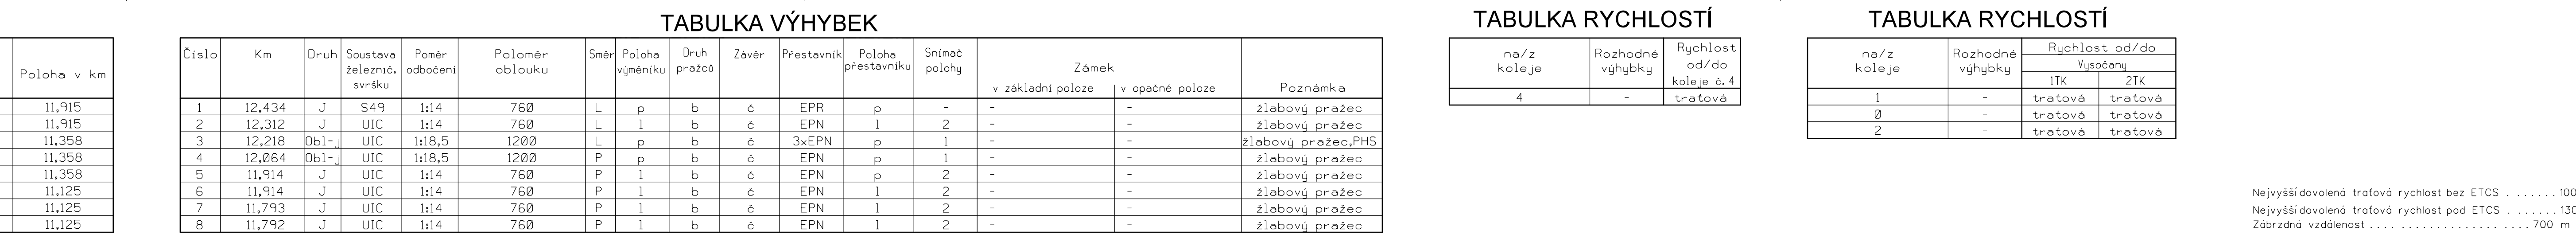 Poloha v km
11,915
11,915
11,358
11,358
11,358
11,125
11,125
11,125
TABULKA VÝHYBEK
Číslo Km Druh Soustava železnič. svršku Poměr odbočení Poloměr oblouku Směr Poloha výměníku Druh pražců Závěr Přestavník Poloha přestavníku Snímač polohy Zámek v základní poloze v opačné poloze Poznámka
1 12,434 J S49 1:14 760 L p b č EPR p - - - žlabový pražec
2 12,312 J UIC 1:14 760 L l b č EPN l 2 - - žlabový pražec
3 12,218 Obl-j UIC 1:18,5 1200 L p b č 3xEPN p 1 - - žlabový pražec,PHS
4 12,064 Obl-j UIC 1:18,5 1200 P p b č EPN p 1 - - žlabový pražec
5 11,914 J UIC 1:14 760 P l b č EPN p 2 - - žlabový pražec
6 11,914 J UIC 1:14 760 P l b č EPN l 2 - - žlabový pražec
7 11,793 J UIC 1:14 760 P l b č EPN l 2 - - žlabový pražec
8 11,792 J UIC 1:14 760 P l b č EPN l 2 - - žlabový pražec
TABULKA RYCHLOSTÍ
na/z koleje Rozhodné výhybky Rychlost od/do koleje č.4
4 - traťová
TABULKA RYCHLOSTÍ
na/z koleje Rozhodné výhybky Rychlost od/do
Vysočany
1TK 2TK
1 - traťová traťová
0 - traťová traťová
2 - traťová traťová
Nejvyšší dovolená traťová rychlost bez ETCS . . . . . . . 100
Nejvyšší dovolená traťová rychlost pod ETCS . . . . . . . 130
Zábrzdná vzdálenost . . . . . . . . . . . . . . . . . . . . . . 700 m